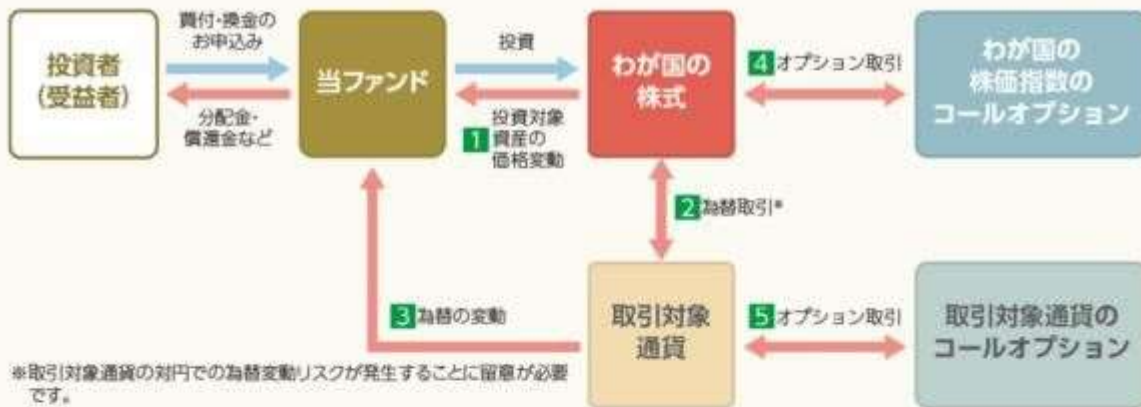 買付・換金の
お申込み
投資者
(受益者)
分配金・
償還金など
当ファンド
投資
1 投資対象
資産の
価格変動
わが国の
株式
4 オプション取引
わが国の
株価指数の
コールオプション
2 為替取引*
3 為替の変動
取引対象
通貨
5 オプション取引
取引対象通貨の
コールオプション
※取引対象通貨の対円での為替変動リスクが発生することに留意が必要
です。